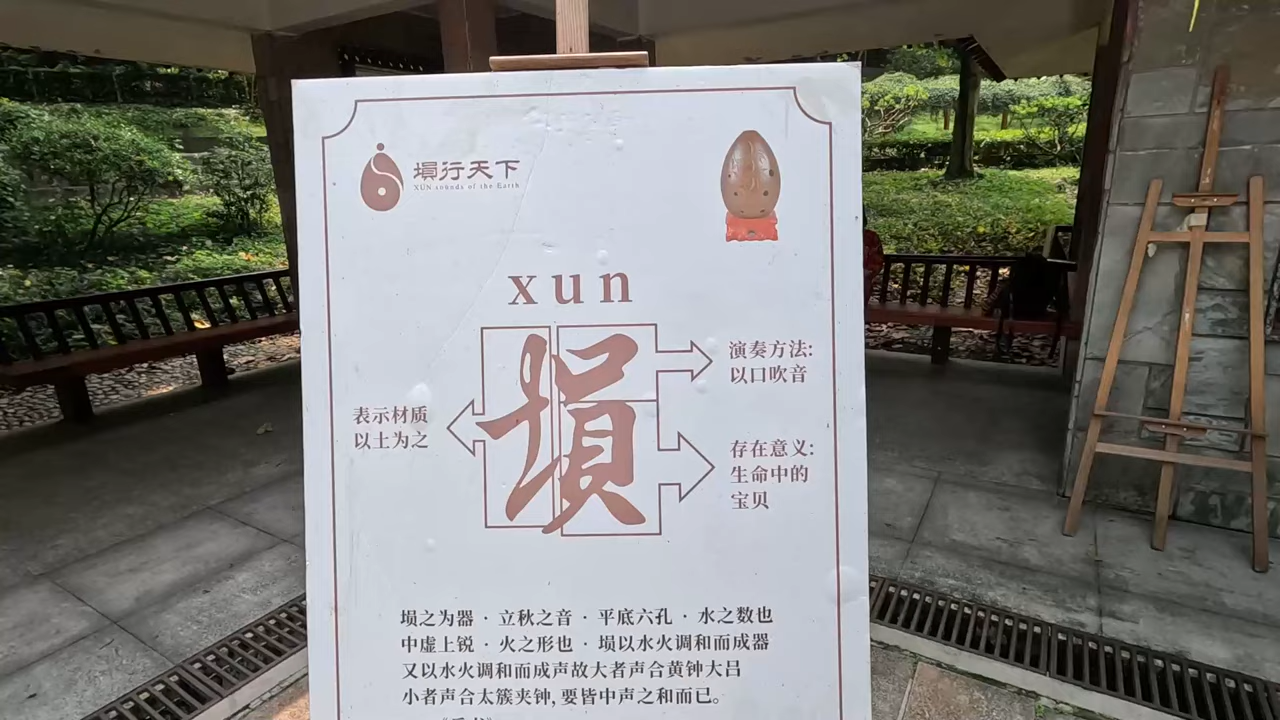 塤行天下
XUN sounds of the Earth
xun
塤
演奏方法:
以口吹音
表示材质
以土为之
存在意义:
生命中的
宝贝
埙之为器 · 立秋之音 · 平底六孔 · 水之数也
中虚上锐 · 火之形也 · 埙以水火调和而成器
又以水火调和而成声故大者声合黄钟大吕
小者声合太簇夹钟, 要皆中声之和而已。